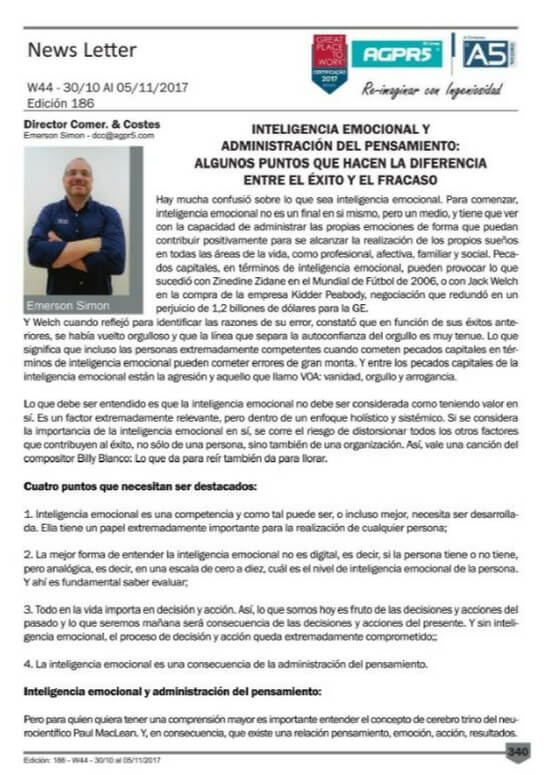 News Letter
W44 - 30/10 Al 05/11/2017
Edición 186
GREAT
PLACE
TO
WORK
CERTIFICAÇÃO
2017
AGPR5
A5
Re-imaginar con Ingeniosidad
Director Comer. & Costes
Emerson Simon - dcc@agpr5.com
Emerson Simon
INTELIGENCIA EMOCIONAL Y
ADMINISTRACIÓN DEL PENSAMIENTO:
ALGUNOS PUNTOS QUE HACEN LA DIFERENCIA
ENTRE EL ÉXITO Y EL FRACASO
Hay mucha confusió sobre lo que sea inteligencia emocional. Para comenzar,
inteligencia emocional no es un final en si mismo, pero un medio, y tiene que ver
con la capacidad de administrar las propias emociones de forma que puedan
contribuir positivamente para se alcanzar la realización de los propios sueños
en todas las áreas de la vida, como profesional, afectiva, familiar y social. Peca-
dos capitales, en términos de inteligencia emocional, pueden provocar lo que
sucedió con Zinedine Zidane en el Mundial de Fútbol de 2006, o con Jack Welch
en la compra de la empresa Kidder Peabody, negociación que redundó en un
perjuicio de 1,2 billiones de dólares para la GE.
Y Welch cuando reflejó para identificar las razones de su error, constató que en función de sus éxitos ante-
riores, se había vuelto orgulloso y que la línea que separa la autoconfianza del orgullo es muy tenue. Lo que
significa que incluso las personas extremadamente competentes cuando cometen pecados capitales en tér-
minos de inteligencia emocional pueden cometer errores de gran monta. Y entre los pecados capitales de la
inteligencia emocional están la agresión y aquello que llamo VOA: vanidad, orgullo y arrogancia.
Lo que debe ser entendido es que la inteligencia emocional no debe ser considerada como teniendo valor en
sí. Es un factor extremadamente relevante, pero dentro de un enfoque holístico y sistémico. Si se considera
la importancia de la inteligencia emocional en sí, se corre el riesgo de distorsionar todos los otros factores
que contribuyen al éxito, no sólo de una persona, sino también de una organización. Así, vale una canción del
compositor Billy Blanco: Lo que da para reír también da para llorar.
Cuatro puntos que necesitan ser destacados:
1. Inteligencia emocional es una competencia y como tal puede ser, o incluso mejor, necesita ser desarrolla-
da. Ella tiene un papel extremadamente importante para la realización de cualquier persona;
2. La mejor forma de entender la inteligencia emocional no es digital, es decir, si la persona tiene o no tiene,
pero analógica, es decir, en una escala de cero a diez, cuál es el nivel de inteligencia emocional de la persona.
Y ahí es fundamental saber evaluar;
3. Todo en la vida importa en decisión y acción. Así, lo que somos hoy es fruto de las decisiones y acciones del
pasado y lo que seremos mañana será consecuencia de las decisiones y acciones del presente. Y sin inteli-
gencia emocional, el proceso de decisión y acción queda extremadamente comprometido;;
4. La inteligencia emocional es una consecuencia de la administración del pensamiento.
Inteligencia emocional y administración del pensamiento:
Pero para quien quiera tener una comprensión mayor es importante entender el concepto de cerebro trino del neu-
rocientífico Paul MacLean. Y, en consecuencia, que existe una relación pensamiento, emoción, acción, resultados.
340
Edición: 186 - W44 - 30/10 al 05/11/2017